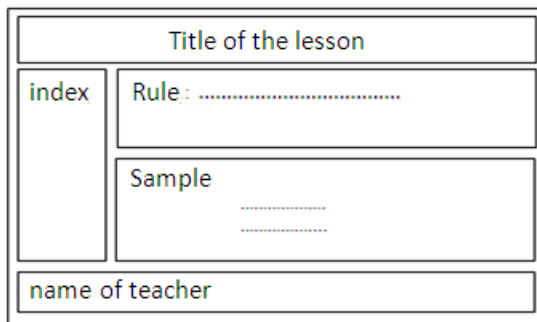 Title of the lesson
index
Rule : ..................................
Sample
...................
...................
name of teacher